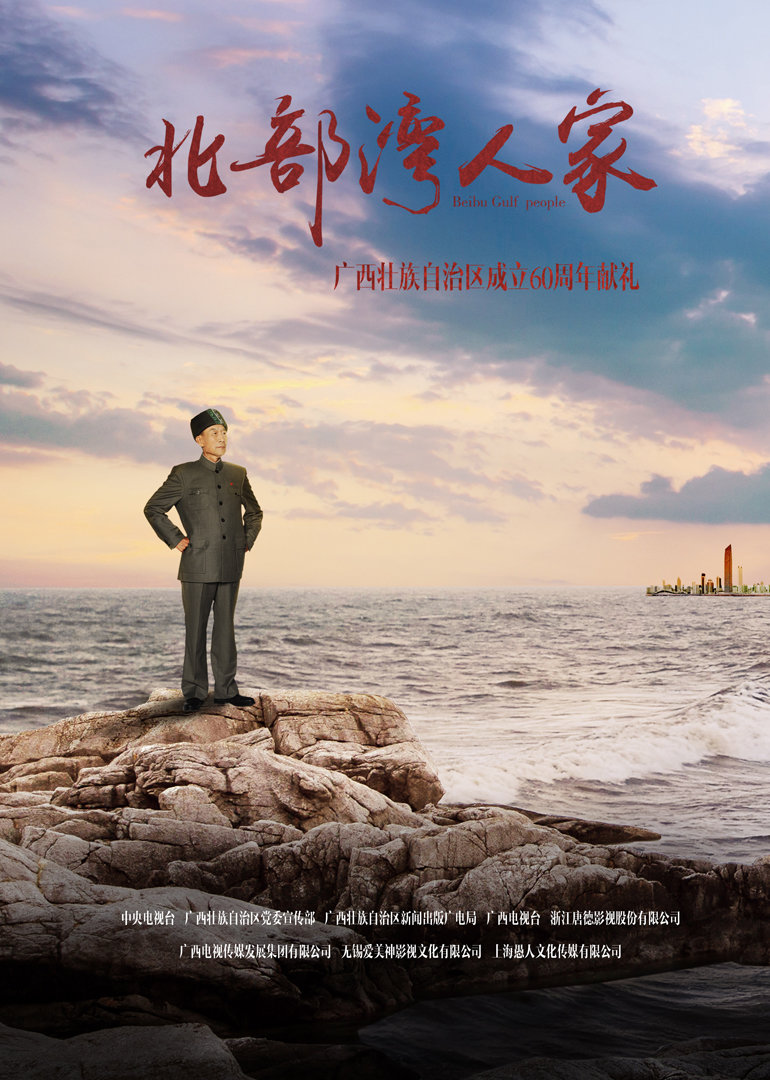 北部湾人家
Beibu Gulf people
广西壮族自治区成立60周年献礼
中央电视台 广西壮族自治区党委宣传部 广西壮族自治区新闻出版广电局 广西电视台 浙江唐德影视股份有限公司
广西电视传媒发展集团有限公司 无锡爱美神影视文化有限公司 上海愚人文化传媒有限公司